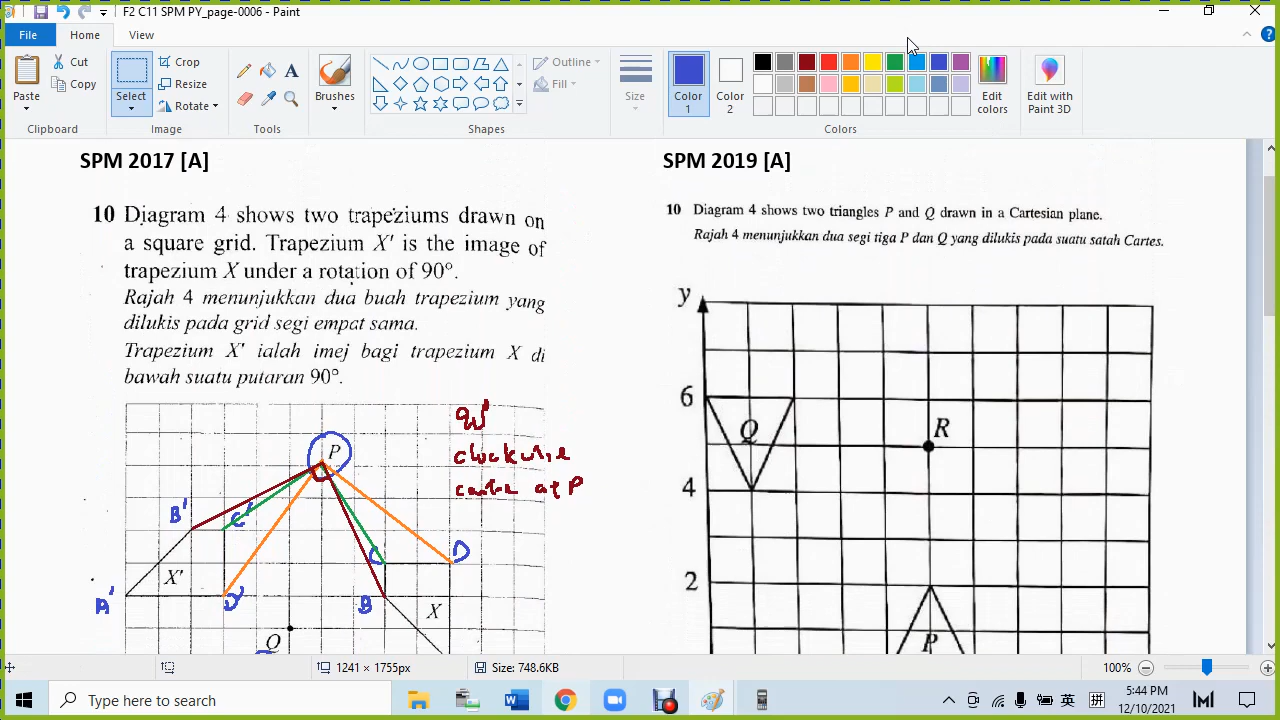 F2 C11 SPM PY_page-0006 - Paint
File
Home
View
Paste
Cut
Copy
Clipboard
Select
Crop
Resize
Rotate
Image
A
Tools
Brushes
Outline
Fill
Shapes
Size
Color 1
Color 2
Edit colors
Edit with Paint 3D
Colors
SPM 2017 [A]
10 Diagram 4 shows two trapeziums drawn on
a square grid. Trapezium X' is the image of
trapezium X under a rotation of 90°.
Rajah 4 menunjukkan dua buah trapezium yang
dilukis pada grid segi empat sama.
Trapezium X' ialah imej bagi trapezium X di
bawah suatu putaran 90°.
P
clockwise
centre at P
B'
C'
C
D
X'
A'
D'
B
X
Q
SPM 2019 [A]
10 Diagram 4 shows two triangles P and Q drawn in a Cartesian plane.
Rajah 4 menunjukkan dua segi tiga P dan Q yang dilukis pada suatu satah Cartes.
y
6
Q
R
4
2
P
1241 × 1755px
Size: 748.6KB
100%
Type here to search
英
拼
5:44 PM
12/10/2021